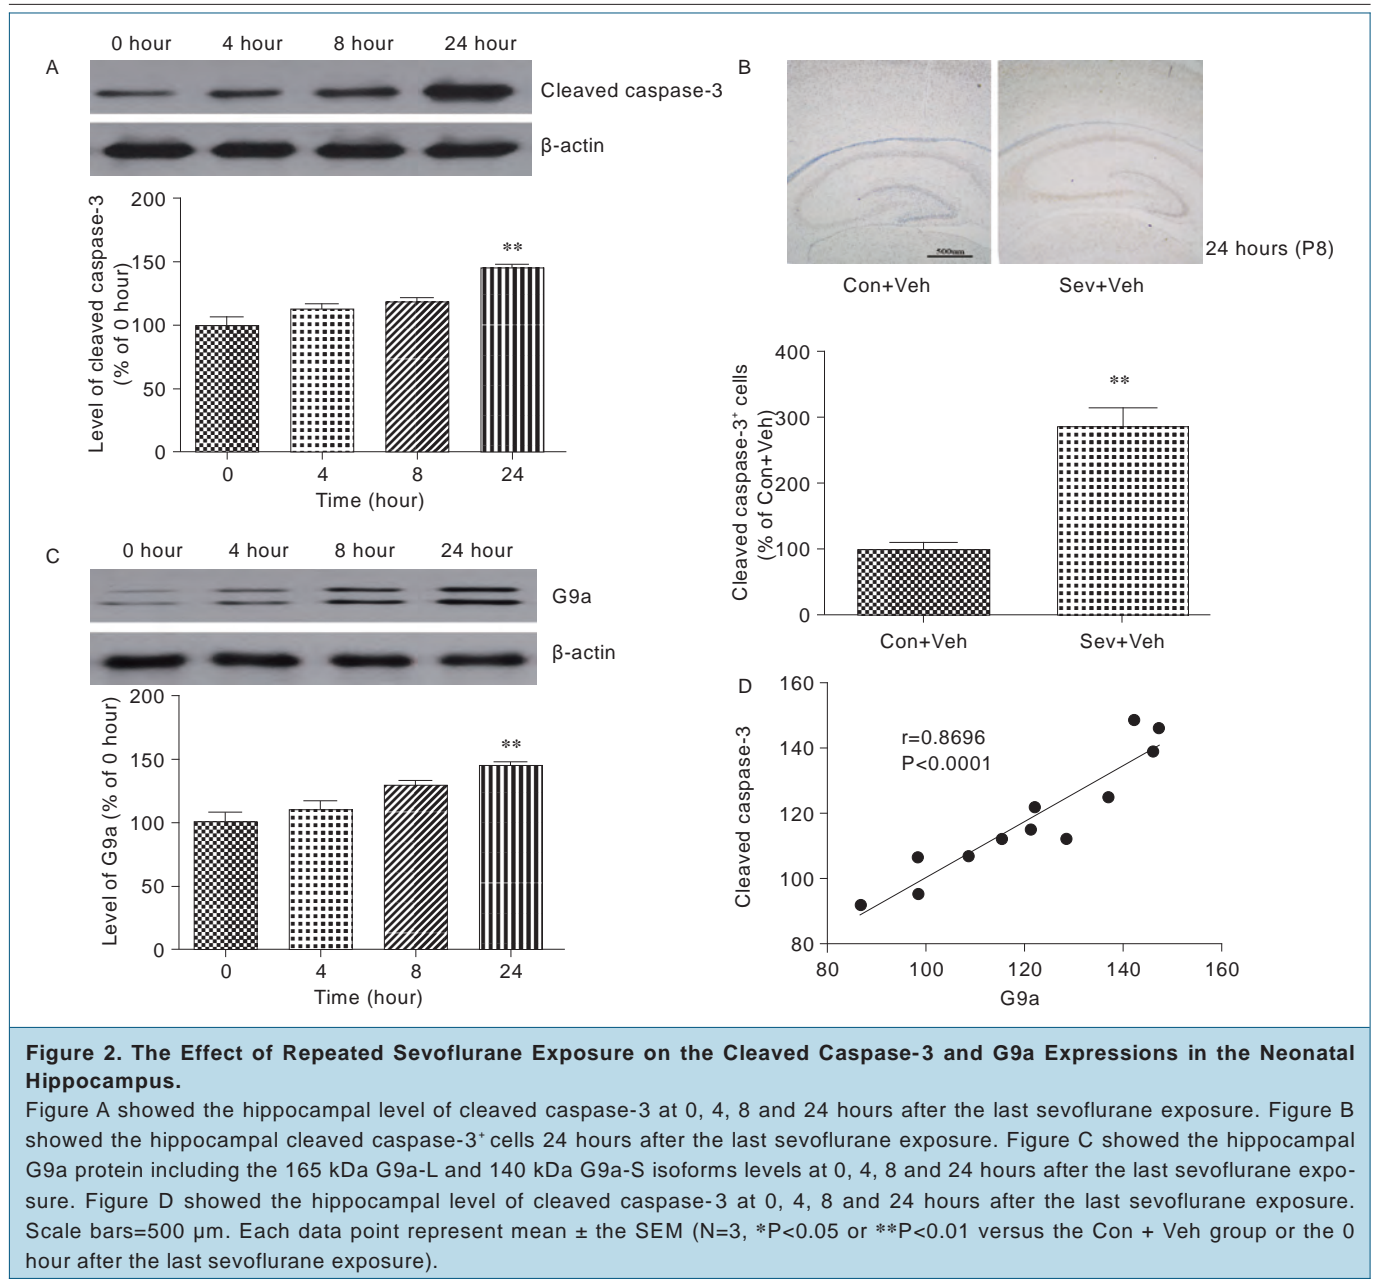 A
0 hour 4 hour 8 hour 24 hour
Cleaved caspase-3
β-actin
Level of cleaved caspase-3
(% of 0 hour)
200
150
100
50
0
**
0 4 8 24
Time (hour)
B
500um
24 hours (P8)
Con+Veh Sev+Veh
Cleaved caspase-3⁺ cells
(% of Con+Veh)
400
300
200
100
0
**
Con+Veh Sev+Veh
C
0 hour 4 hour 8 hour 24 hour
G9a
β-actin
Level of G9a (% of 0 hour)
200
150
100
50
0
**
0 4 8 24
Time (hour)
D
Cleaved caspase-3
160
140
120
100
80
r=0.8696
P<0.0001
80 100 120 140 160
G9a
Figure 2. The Effect of Repeated Sevoflurane Exposure on the Cleaved Caspase-3 and G9a Expressions in the Neonatal
Hippocampus.
Figure A showed the hippocampal level of cleaved caspase-3 at 0, 4, 8 and 24 hours after the last sevoflurane exposure. Figure B
showed the hippocampal cleaved caspase-3⁺ cells 24 hours after the last sevoflurane exposure. Figure C showed the hippocampal
G9a protein including the 165 kDa G9a-L and 140 kDa G9a-S isoforms levels at 0, 4, 8 and 24 hours after the last sevoflurane expo-
sure. Figure D showed the hippocampal level of cleaved caspase-3 at 0, 4, 8 and 24 hours after the last sevoflurane exposure.
Scale bars=500 μm. Each data point represent mean ± the SEM (N=3, *P<0.05 or **P<0.01 versus the Con + Veh group or the 0
hour after the last sevoflurane exposure).